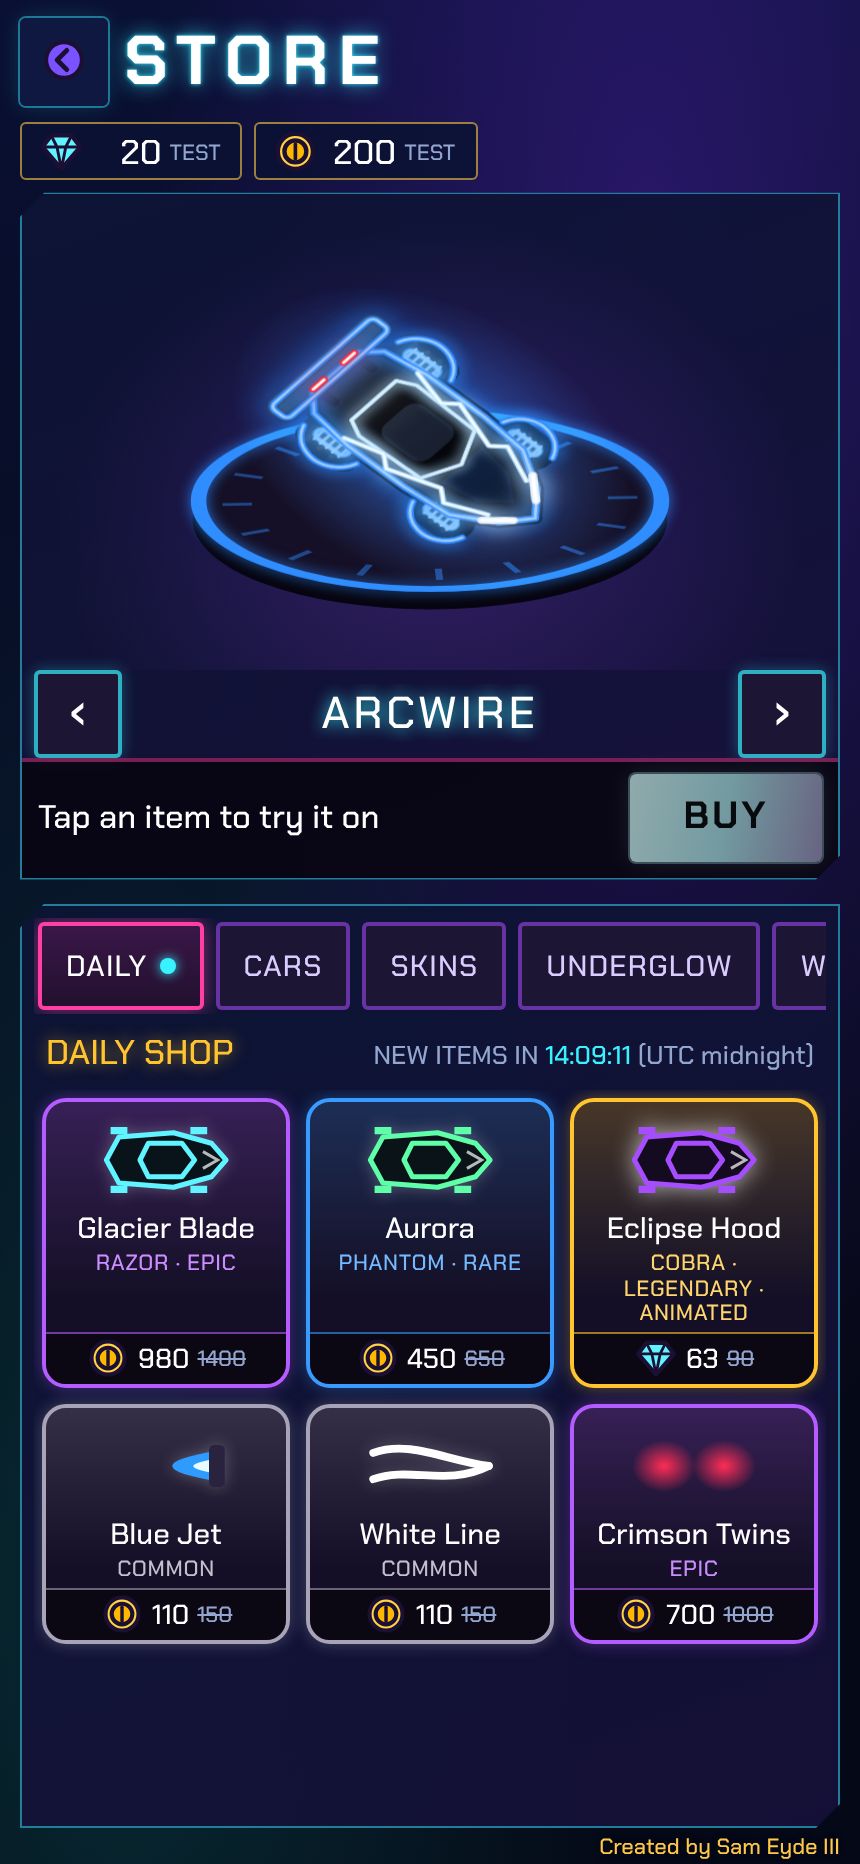 STORE
20 TEST 200 TEST
‹ ARCWIRE ›
Tap an item to try it on BUY
DAILY CARS SKINS UNDERGLOW W
DAILY SHOP NEW ITEMS IN 14:09:11 (UTC midnight)
Glacier Blade
RAZOR · EPIC
980 1400
Aurora
PHANTOM · RARE
450 650
Eclipse Hood
COBRA ·
LEGENDARY ·
ANIMATED
63 90
Blue Jet
COMMON
110 150
White Line
COMMON
110 150
Crimson Twins
EPIC
700 1000
Created by Sam Eyde III